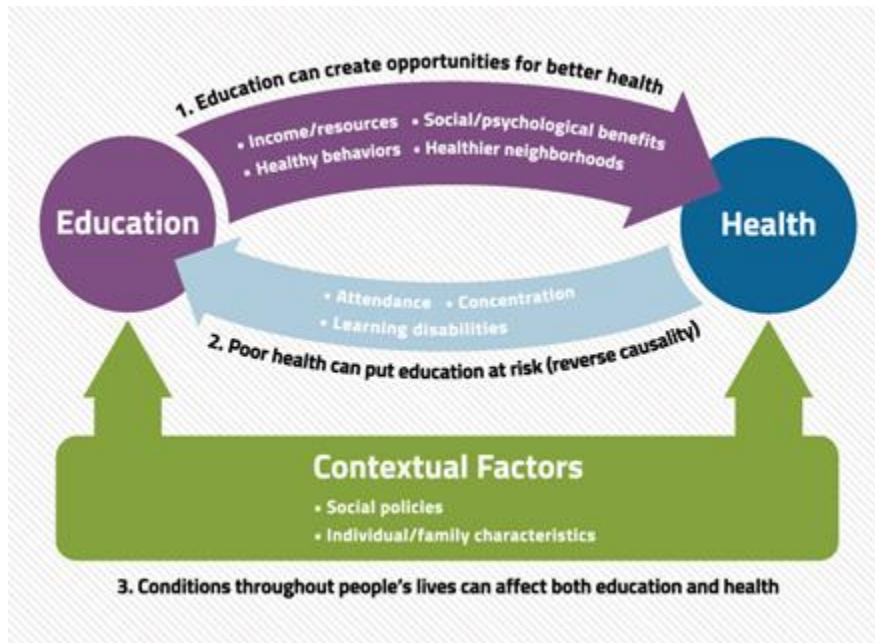 1. Education can create opportunities for better health
• Income/resources • Social/psychological benefits
• Healthy behaviors • Healthier neighborhoods
Education
Health
• Attendance • Concentration
• Learning disabilities
2. Poor health can put education at risk (reverse causality)
Contextual Factors
• Social policies
• Individual/family characteristics
3. Conditions throughout people's lives can affect both education and health